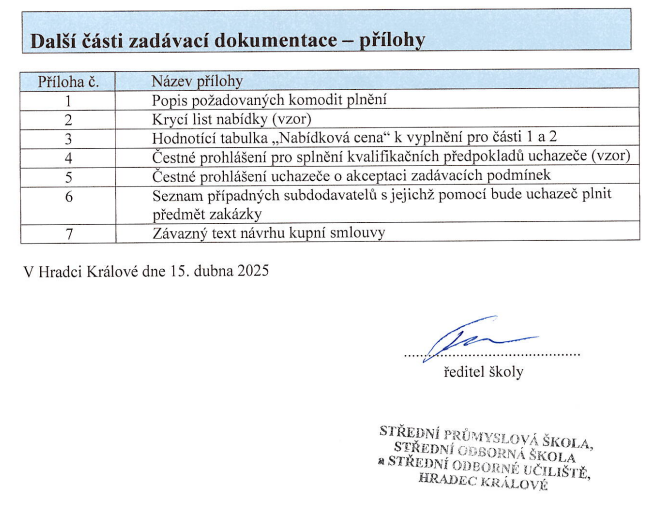 Další části zadávací dokumentace – přílohy
Příloha č. Název přílohy
1 Popis požadovaných komodit plnění
2 Krycí list nabídky (vzor)
3 Hodnotící tabulka „Nabídková cena“ k vyplnění pro části 1 a 2
4 Čestné prohlášení pro splnění kvalifikačních předpokladů uchazeče (vzor)
5 Čestné prohlášení uchazeče o akceptaci zadávacích podmínek
6 Seznam případných subdodavatelů s jejichž pomocí bude uchazeč plnit
předmět zakázky
7 Závazný text návrhu kupní smlouvy
V Hradci Králové dne 15. dubna 2025
ředitel školy
STŘEDNÍ PRŮMYSLOVÁ ŠKOLA,
STŘEDNÍ ODBORNÁ ŠKOLA
a STŘEDNÍ ODBORNÉ UČILIŠTĚ,
HRADEC KRÁLOVÉ